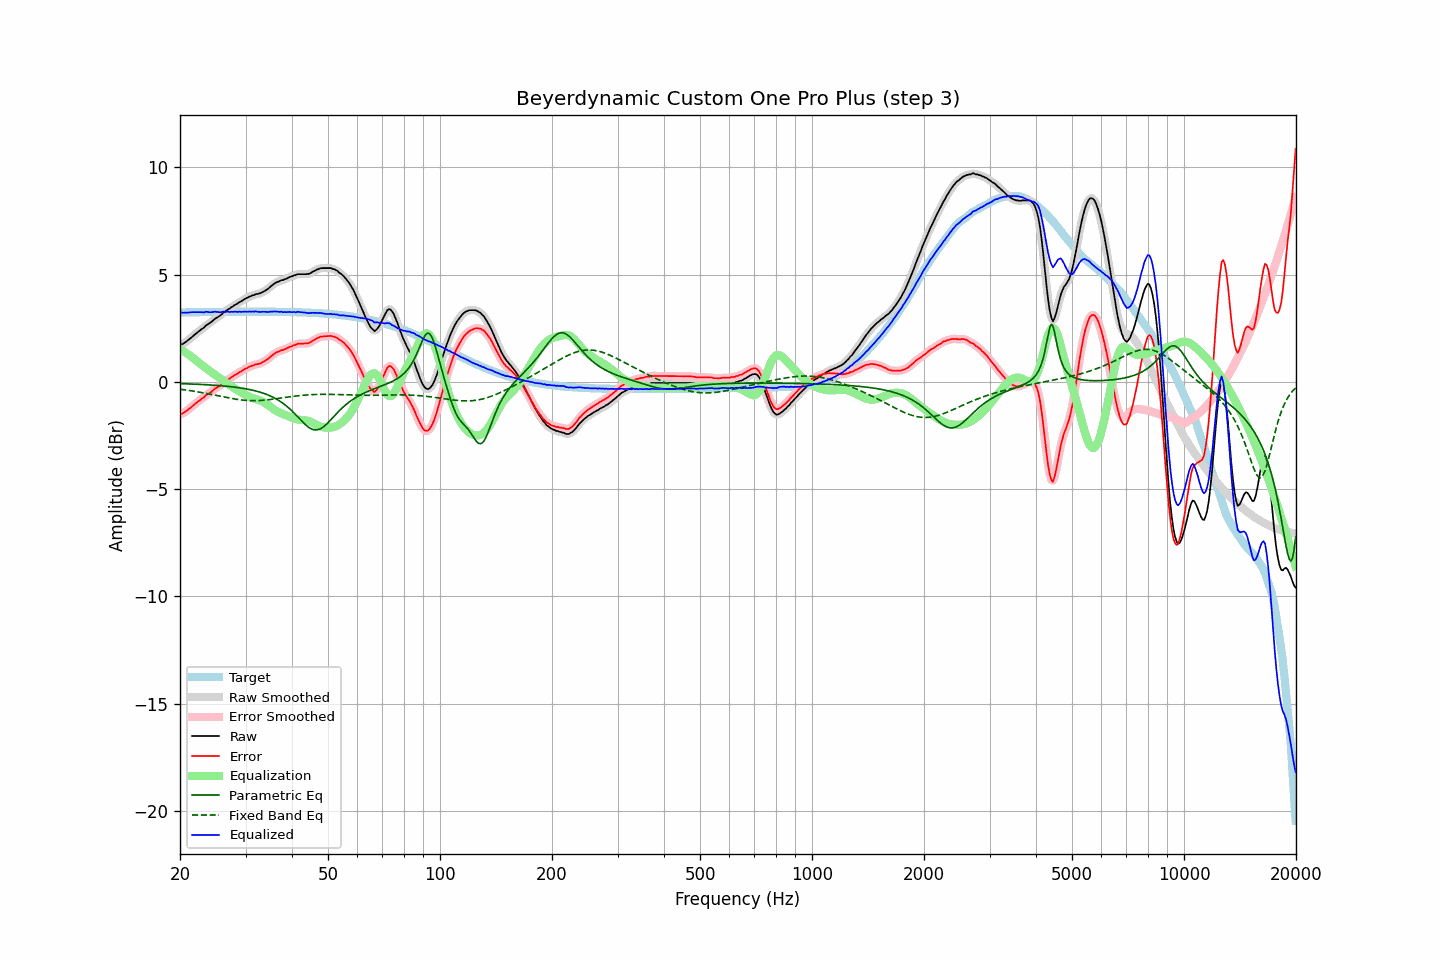 Beyerdynamic Custom One Pro Plus (step 3)
10
5
0
−5
−10
−15
−20
Amplitude (dBr)
Target
Raw Smoothed
Error Smoothed
Raw
Error
Equalization
Parametric Eq
Fixed Band Eq
Equalized
20 50 100 200 500 1000 2000 5000 10000 20000
Frequency (Hz)